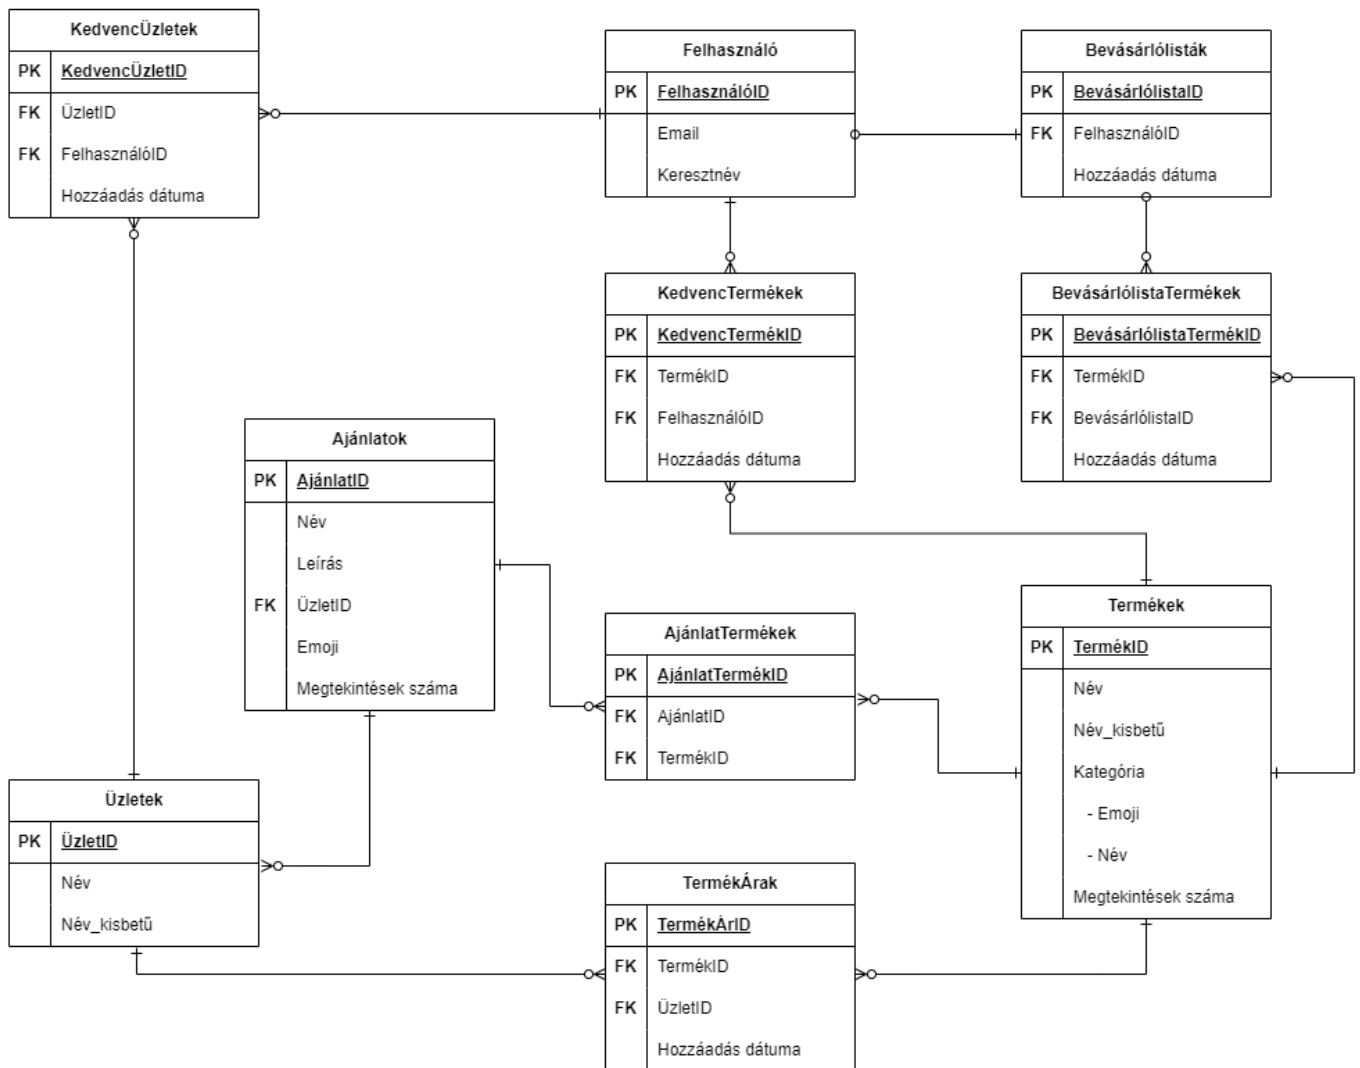 KedvencÜzletek
PK KedvencÜzletID
FK ÜzletID
FK FelhasználóID
Hozzáadás dátuma
Felhasználó
PK FelhasználóID
Email
Keresztnév
Bevásárlólisták
PK BevásárlólistaID
FK FelhasználóID
Hozzáadás dátuma
KedvencTermékek
PK KedvencTermékID
FK TermékID
FK FelhasználóID
Hozzáadás dátuma
BevásárlólistaTermékek
PK BevásárlólistaTermékID
FK TermékID
FK BevásárlólistaID
Hozzáadás dátuma
Ajánlatok
PK AjánlatID
Név
Leírás
FK ÜzletID
Emoji
Megtekintések száma
AjánlatTermékek
PK AjánlatTermékID
FK AjánlatID
FK TermékID
Termékek
PK TermékID
Név
Név_kisbetű
Kategória
- Emoji
- Név
Megtekintések száma
Üzletek
PK ÜzletID
Név
Név_kisbetű
TermékÁrak
PK TermékÁrID
FK TermékID
FK ÜzletID
Hozzáadás dátuma